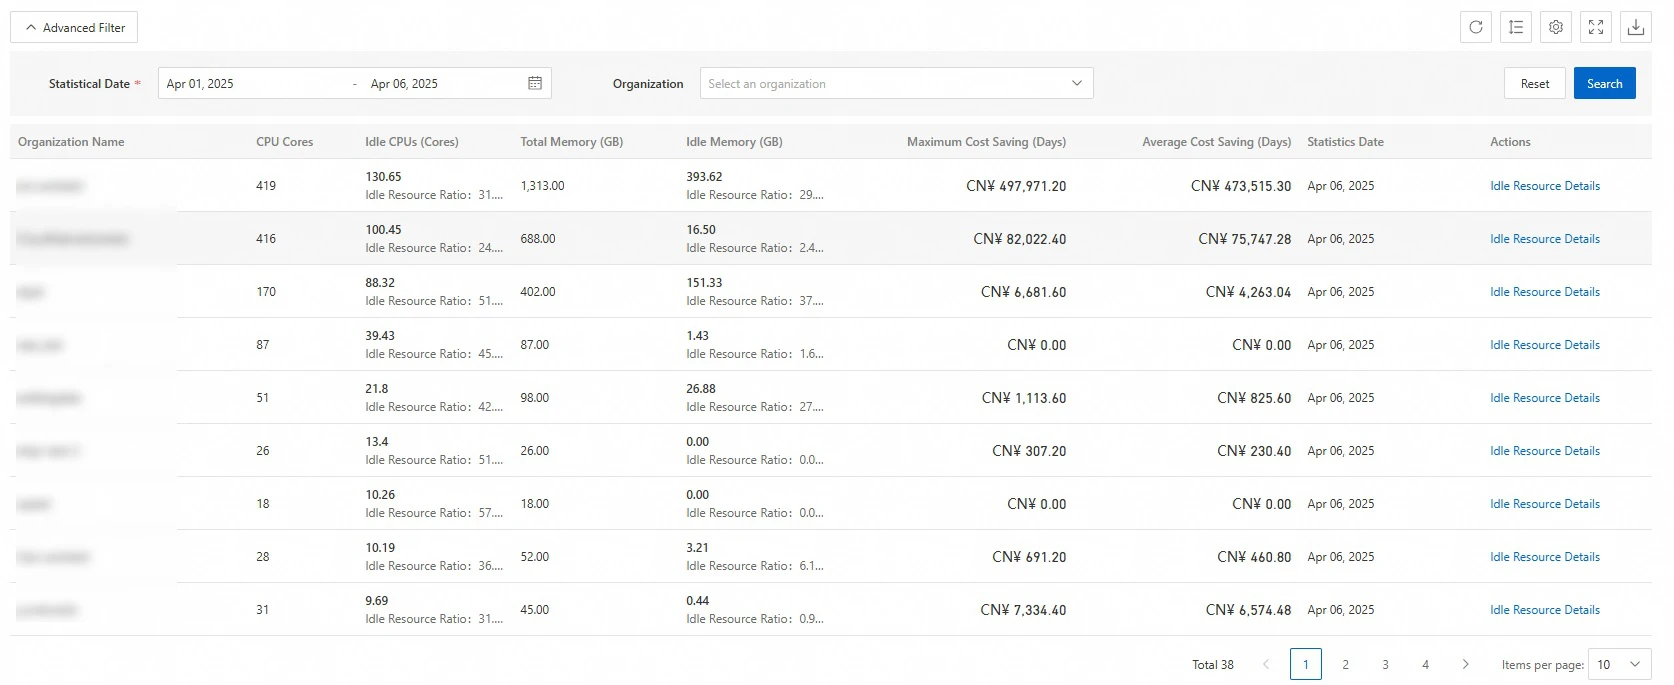 Advanced Filter
Statistical Date * Apr 01, 2025 - Apr 06, 2025 Organization Select an organization Reset Search
Organization Name CPU Cores Idle CPUs (Cores) Total Memory (GB) Idle Memory (GB) Maximum Cost Saving (Days) Average Cost Saving (Days) Statistics Date Actions
419 130.65 Idle Resource Ratio: 31.... 1,313.00 393.62 Idle Resource Ratio: 29.... CN¥ 497,971.20 CN¥ 473,515.30 Apr 06, 2025 Idle Resource Details
416 100.45 Idle Resource Ratio: 24.... 688.00 16.50 Idle Resource Ratio: 2.4... CN¥ 82,022.40 CN¥ 75,747.28 Apr 06, 2025 Idle Resource Details
170 88.32 Idle Resource Ratio: 51.... 402.00 151.33 Idle Resource Ratio: 37.... CN¥ 6,681.60 CN¥ 4,263.04 Apr 06, 2025 Idle Resource Details
87 39.43 Idle Resource Ratio: 45.... 87.00 1.43 Idle Resource Ratio: 1.6... CN¥ 0.00 CN¥ 0.00 Apr 06, 2025 Idle Resource Details
51 21.8 Idle Resource Ratio: 42.... 98.00 26.88 Idle Resource Ratio: 27.... CN¥ 1,113.60 CN¥ 825.60 Apr 06, 2025 Idle Resource Details
26 13.4 Idle Resource Ratio: 51.... 26.00 0.00 Idle Resource Ratio: 0.0... CN¥ 307.20 CN¥ 230.40 Apr 06, 2025 Idle Resource Details
18 10.26 Idle Resource Ratio: 57.... 18.00 0.00 Idle Resource Ratio: 0.0... CN¥ 0.00 CN¥ 0.00 Apr 06, 2025 Idle Resource Details
28 10.19 Idle Resource Ratio: 36.... 52.00 3.21 Idle Resource Ratio: 6.1... CN¥ 691.20 CN¥ 460.80 Apr 06, 2025 Idle Resource Details
31 9.69 Idle Resource Ratio: 31.... 45.00 0.44 Idle Resource Ratio: 0.9... CN¥ 7,334.40 CN¥ 6,574.48 Apr 06, 2025 Idle Resource Details
Total 38 1 2 3 4 Items per page: 10